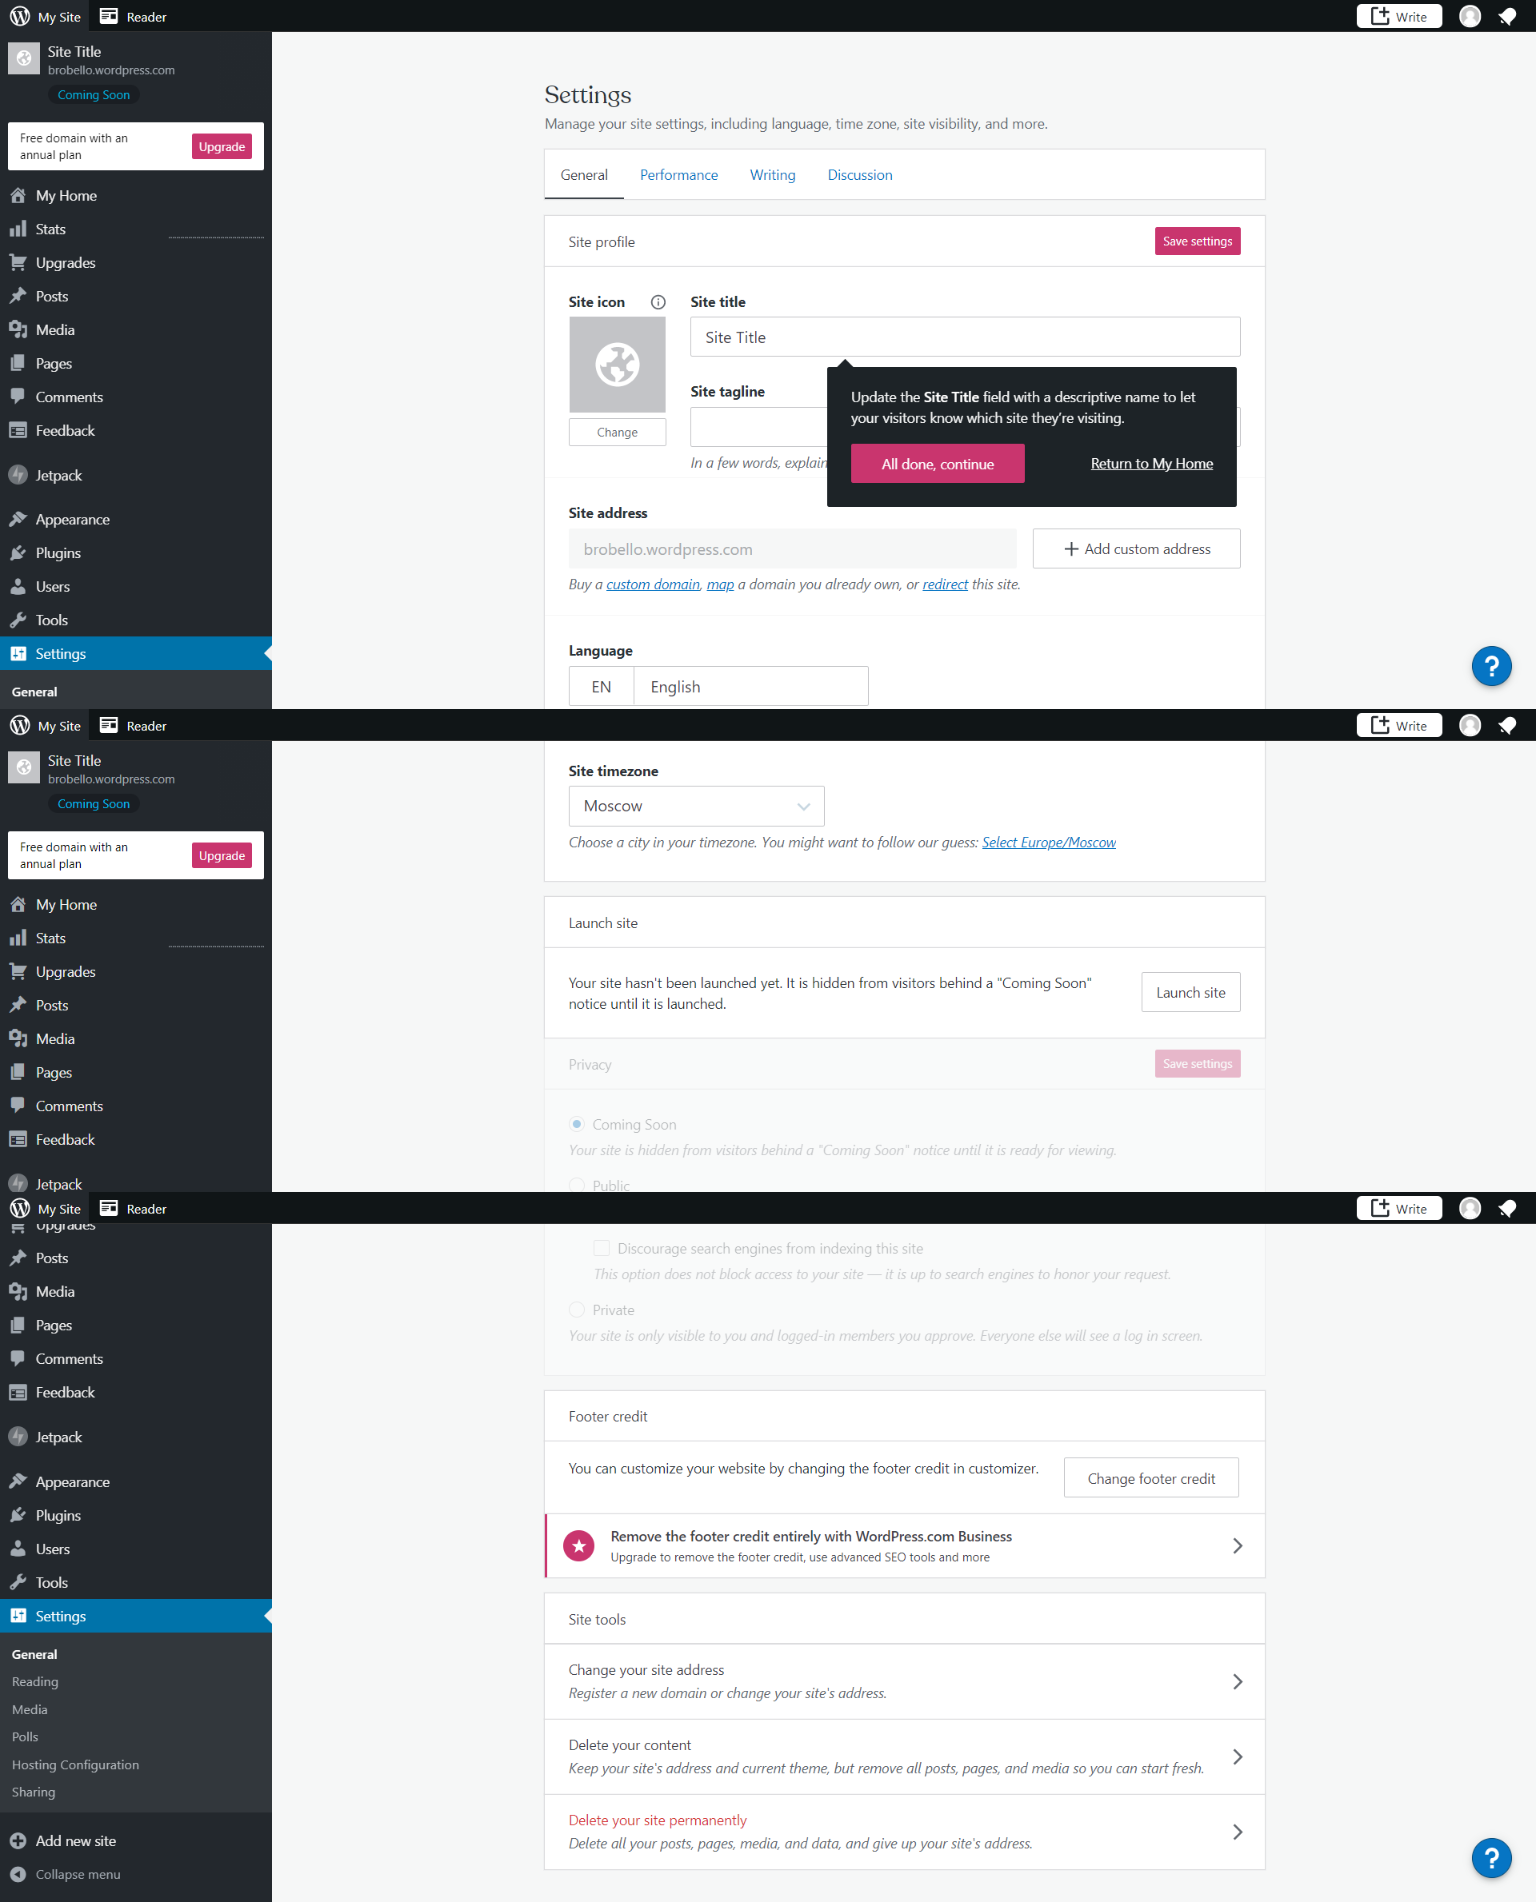 My Site
Reader
Write
Site Title
brobello.wordpress.com
Coming Soon
Free domain with an
annual plan
Upgrade
My Home
Stats
Upgrades
Posts
Media
Pages
Comments
Feedback
Jetpack
Appearance
Plugins
Users
Tools
Settings
General
Settings
Manage your site settings, including language, time zone, site visibility, and more.
General
Performance
Writing
Discussion
Site profile
Save settings
Site icon
Site title
Site Title
Change
Site tagline
In a few words, explain
Update the Site Title field with a descriptive name to let
your visitors know which site they’re visiting.
All done, continue
Return to My Home
Site address
brobello.wordpress.com
Add custom address
Buy a custom domain, map a domain you already own, or redirect this site.
Language
EN
English
?
My Site
Reader
Write
Site Title
brobello.wordpress.com
Coming Soon
Free domain with an
annual plan
Upgrade
My Home
Stats
Upgrades
Posts
Media
Pages
Comments
Feedback
Jetpack
Site timezone
Moscow
Choose a city in your timezone. You might want to follow our guess: Select Europe/Moscow
Launch site
Your site hasn't been launched yet. It is hidden from visitors behind a "Coming Soon"
notice until it is launched.
Launch site
Privacy
Save settings
Coming Soon
Your site is hidden from visitors behind a "Coming Soon" notice until it is ready for viewing.
Public
My Site
Reader
Write
Upgrades
Posts
Media
Pages
Comments
Feedback
Jetpack
Appearance
Plugins
Users
Tools
Settings
General
Reading
Media
Polls
Hosting Configuration
Sharing
Add new site
Collapse menu
Discourage search engines from indexing this site
This option does not block access to your site — it is up to search engines to honor your request.
Private
Your site is only visible to you and logged-in members you approve. Everyone else will see a log in screen.
Footer credit
You can customize your website by changing the footer credit in customizer.
Change footer credit
Remove the footer credit entirely with WordPress.com Business
Upgrade to remove the footer credit, use advanced SEO tools and more
Site tools
Change your site address
Register a new domain or change your site's address.
Delete your content
Keep your site's address and current theme, but remove all posts, pages, and media so you can start fresh.
Delete your site permanently
Delete all your posts, pages, media, and data, and give up your site's address.
?